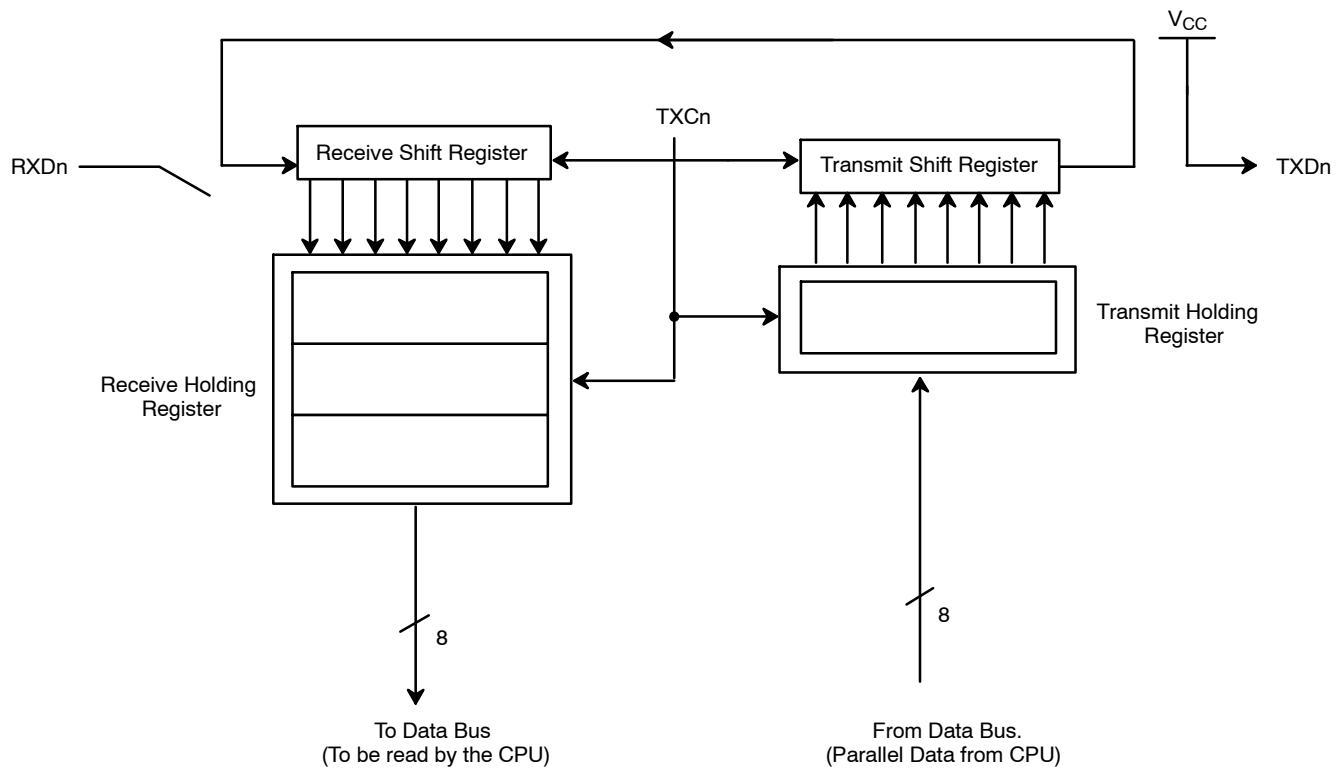 V_CC
TXCn
RXDn
Receive Shift Register
Transmit Shift Register
TXDn
Transmit Holding
Register
Receive Holding
Register
8
8
To Data Bus
(To be read by the CPU)
From Data Bus.
(Parallel Data from CPU)